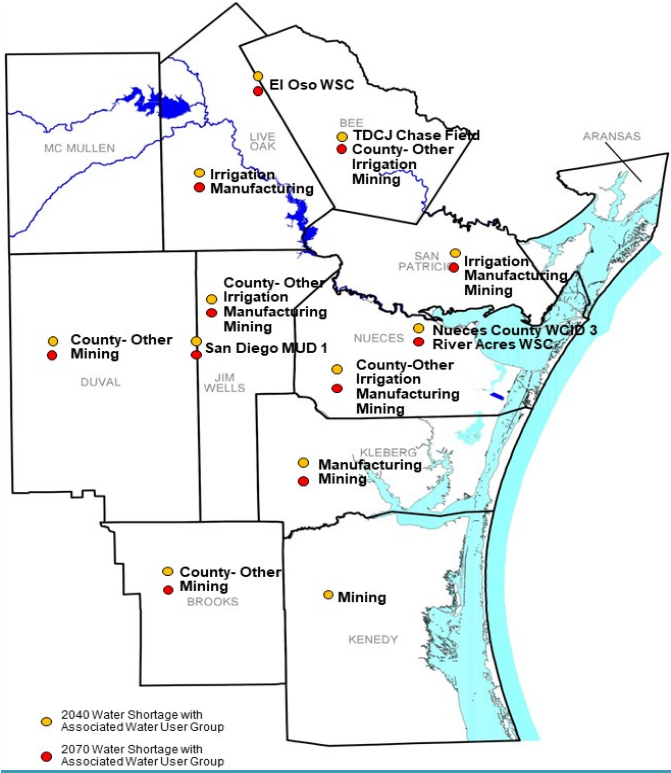 El Oso WSC
BEE
TDCJ Chase Field
County- Other
Irrigation
Mining
ARANSAS
LIVE
OAK
MC MULLEN
Irrigation
Manufacturing
SAN
PATRICIO
Irrigation
Manufacturing
Mining
County- Other
Irrigation
Manufacturing
Mining
NUECES
Nueces County WCID 3
River Acres WSC
County- Other
Mining
DUVAL
San Diego MUD 1
JIM
WELLS
County-Other
Irrigation
Manufacturing
Mining
KLEBERG
Manufacturing
Mining
County- Other
Mining
BROOKS
Mining
KENEDY
2040 Water Shortage with
Associated Water User Group
2070 Water Shortage with
Associated Water User Group